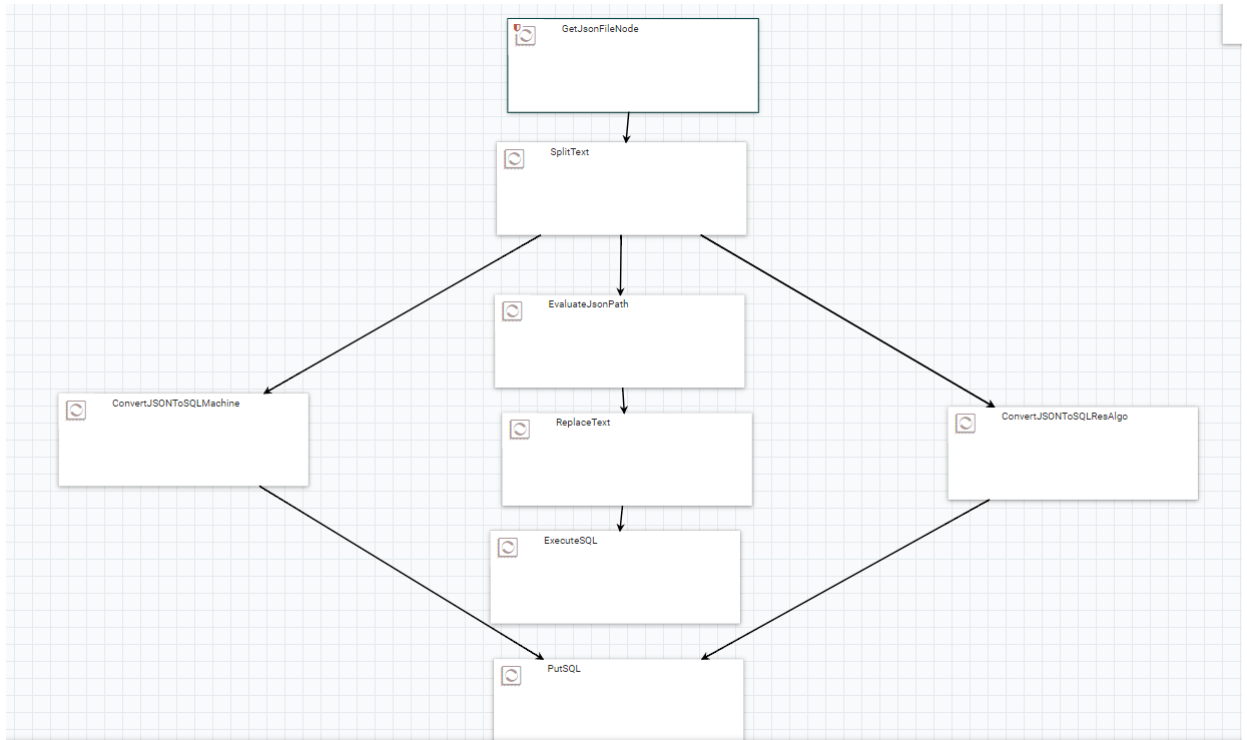 GetJsonFileNode
SplitText
EvaluateJsonPath
ConvertJSONToSQLMachine
ConvertJSONToSQLResAlgo
ReplaceText
ExecuteSQL
PutSQL